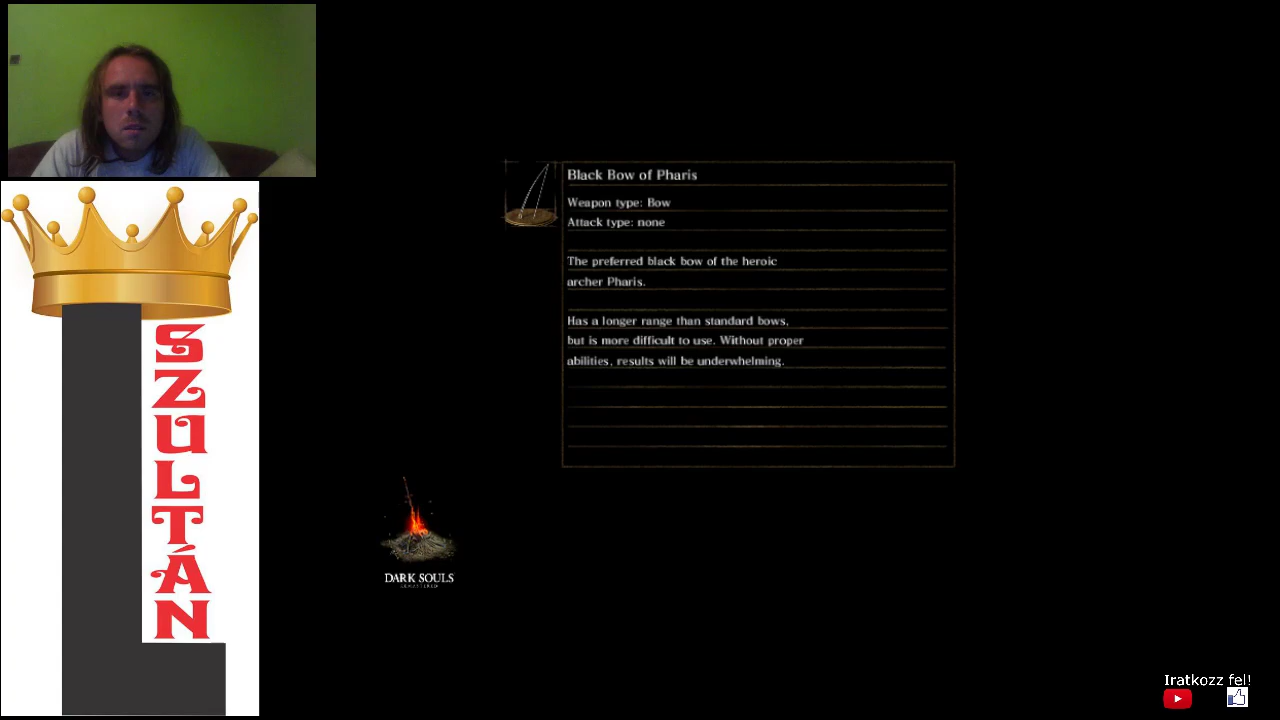 Black Bow of Pharis
Weapon type: Bow
Attack type: none
The preferred black bow of the heroic
archer Pharis.
Has a longer range than standard bows,
but is more difficult to use. Without proper
abilities, results will be underwhelming.
L
SZULTÁN
DARK SOULS
REMASTERED
Iratkozz fel!